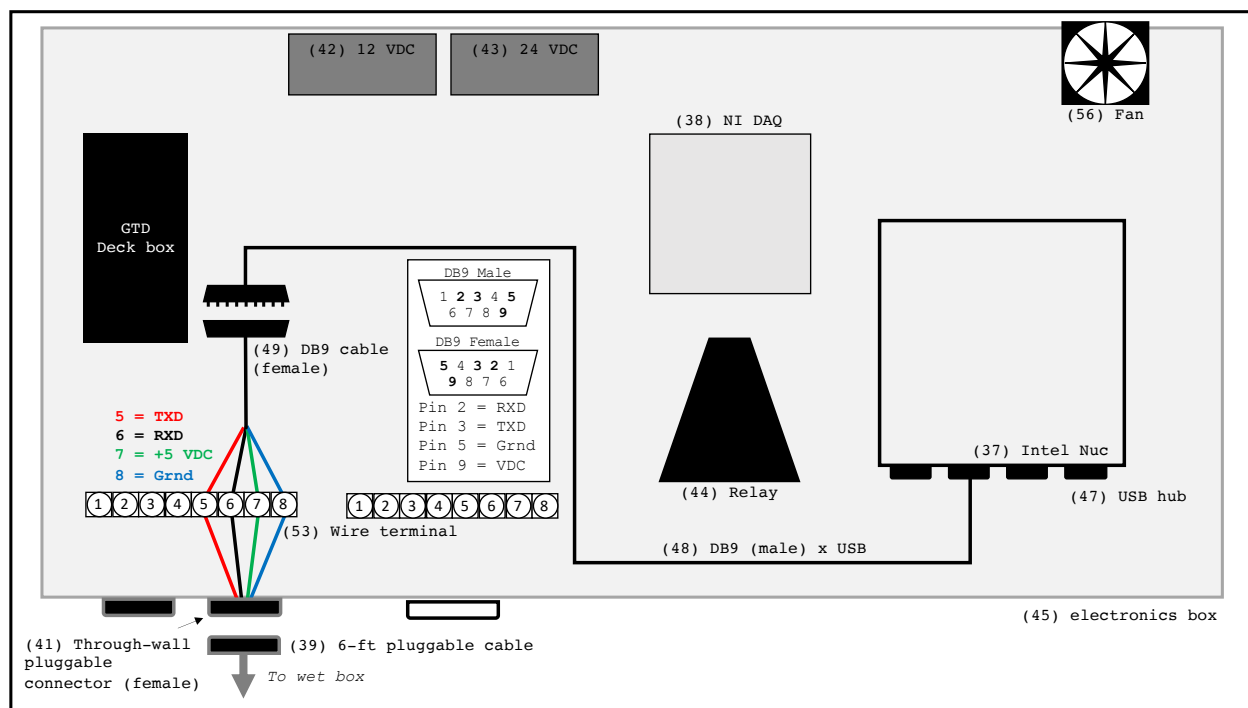 (42) 12 VDC
(43) 24 VDC
(56) Fan
(38) NI DAQ
GTD
Deck box
DB9 Male
1 2 3 4 5
6 7 8 9
DB9 Female
5 4 3 2 1
9 8 7 6
Pin 2 = RXD
Pin 3 = TXD
Pin 5 = Grnd
Pin 9 = VDC
(49) DB9 cable
(female)
5 = TXD
6 = RXD
7 = +5 VDC
8 = Grnd
1 2 3 4 5 6 7 8
1 2 3 4 5 6 7 8
(53) Wire terminal
(37) Intel Nuc
(44) Relay
(47) USB hub
(48) DB9 (male) x USB
(45) electronics box
(41) Through-wall
pluggable
connector (female)
(39) 6-ft pluggable cable
To wet box